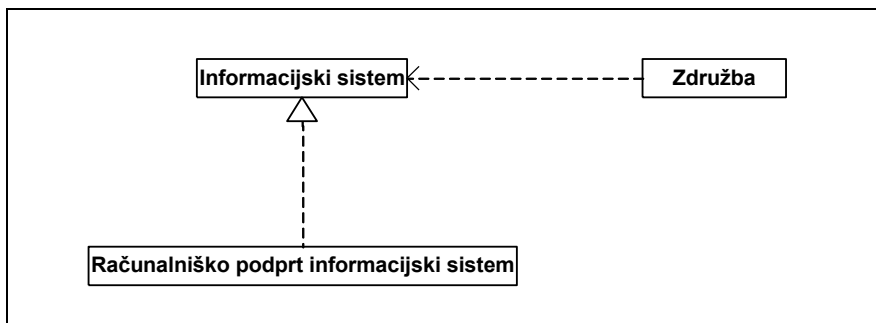 Informacijski sistem
Združba
Računalniško podprt informacijski sistem